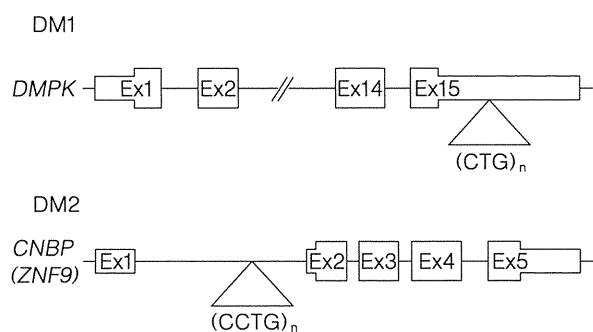 DM1
DMPK Ex1 Ex2 Ex14 Ex15
(CTG)n
DM2
CNBP
(ZNF9) Ex1 Ex2 Ex3 Ex4 Ex5
(CCTG)n